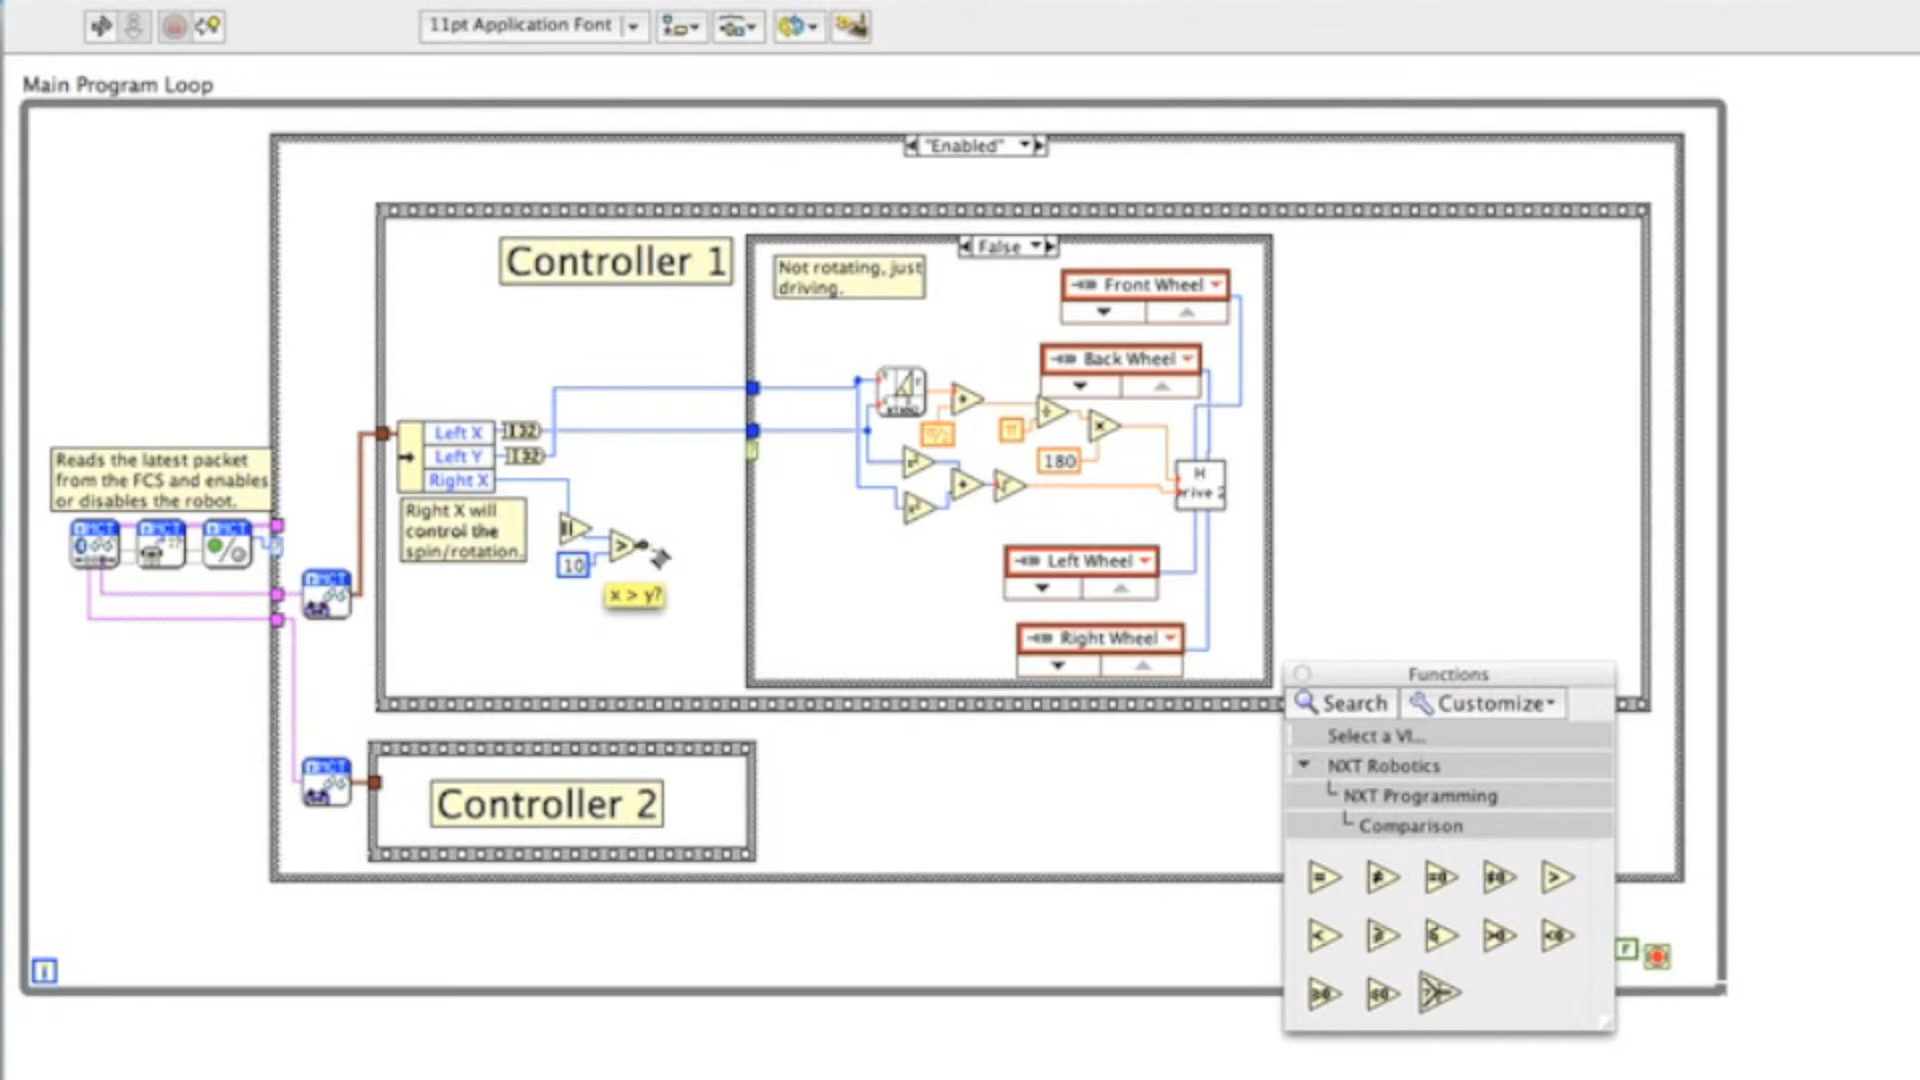 11pt Application Font
Main Program Loop
"Enabled"
Controller 1
False
Not rotating, just
driving.
Front Wheel
Back Wheel
Left X
Left Y
Right X
I32
I32
180
H
rive 2
Reads the latest packet
from the FCS and enables
or disables the robot.
Right X will
control the
spin/rotation.
10
x > y?
Left Wheel
Right Wheel
Controller 2
Functions
Search
Customize
Select a VI...
NXT Robotics
NXT Programming
Comparison
F
i